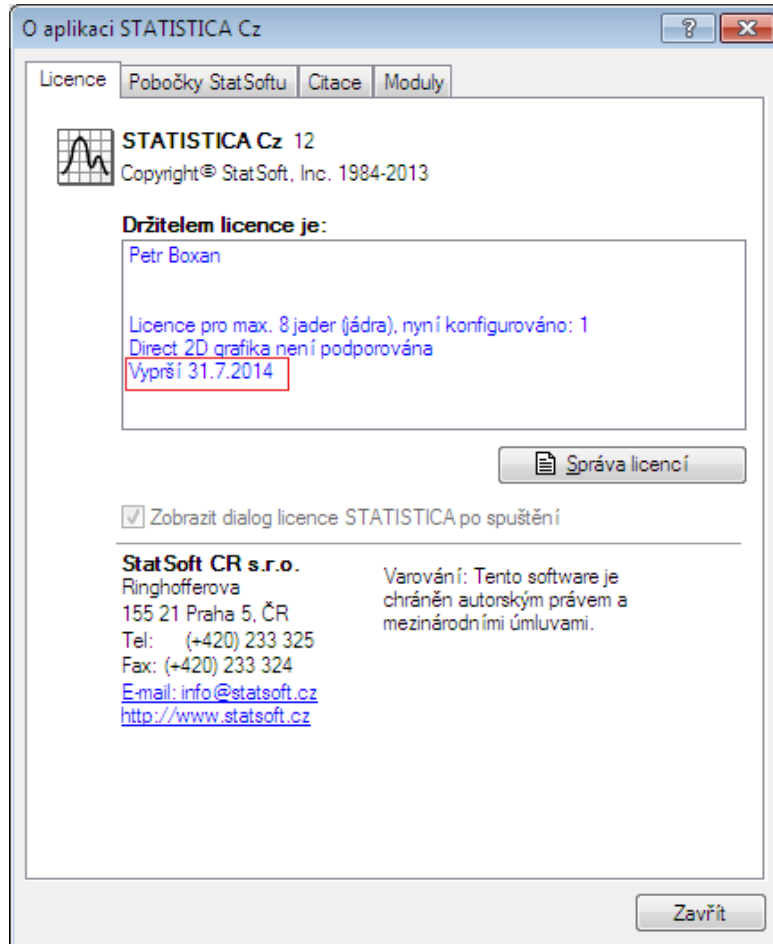 O aplikaci STATISTICA Cz
Licence Pobočky StatSoftu Citace Moduly
STATISTICA Cz 12
Copyright© StatSoft, Inc. 1984-2013
Držitelem licence je:
Petr Boxan
Licence pro max. 8 jader (jádra), nyní konfigurováno: 1
Direct 2D grafika není podporována
Vyprší 31.7.2014
Správa licencí
Zobrazit dialog licence STATISTICA po spuštění
StatSoft CR s.r.o.
Ringhofferova
155 21 Praha 5, ČR
Tel: (+420) 233 325
Fax: (+420) 233 324
E-mail: info@statsoft.cz
http://www.statsoft.cz
Varování: Tento software je
chráněn autorským právem a
mezinárodními úmluvami.
Zavřít